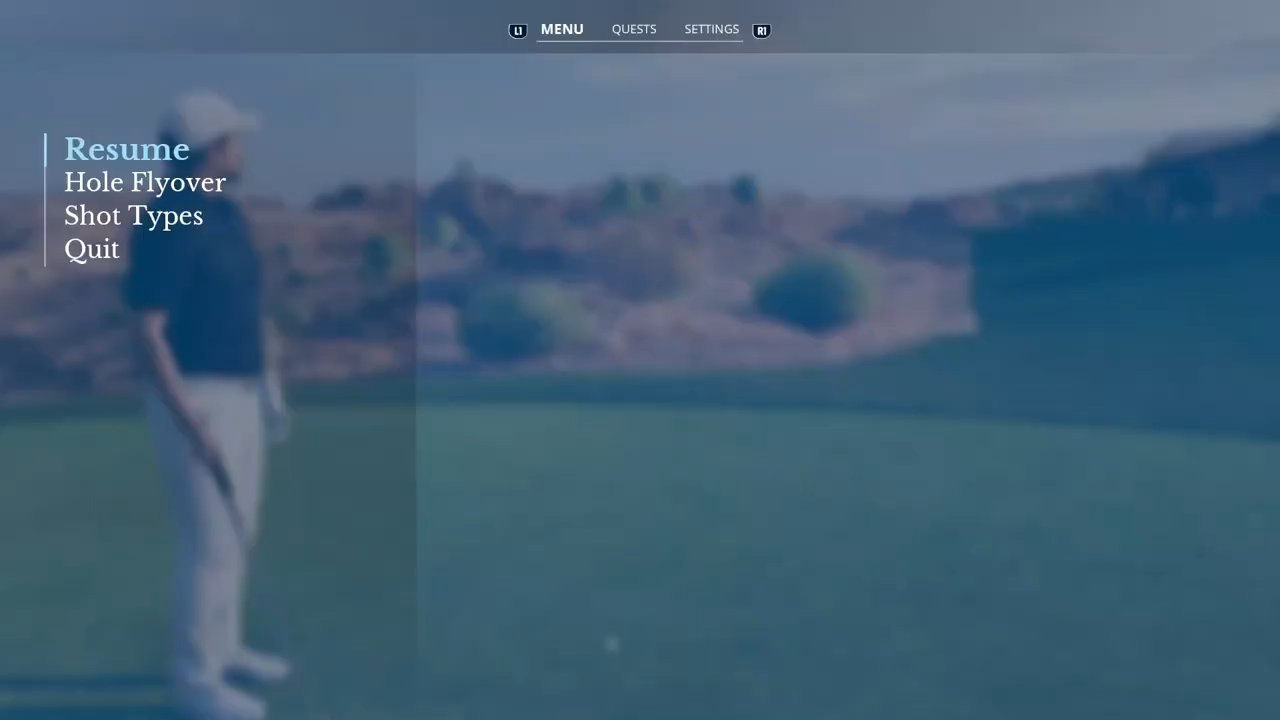 L1 MENU QUESTS SETTINGS R1
Resume
Hole Flyover
Shot Types
Quit